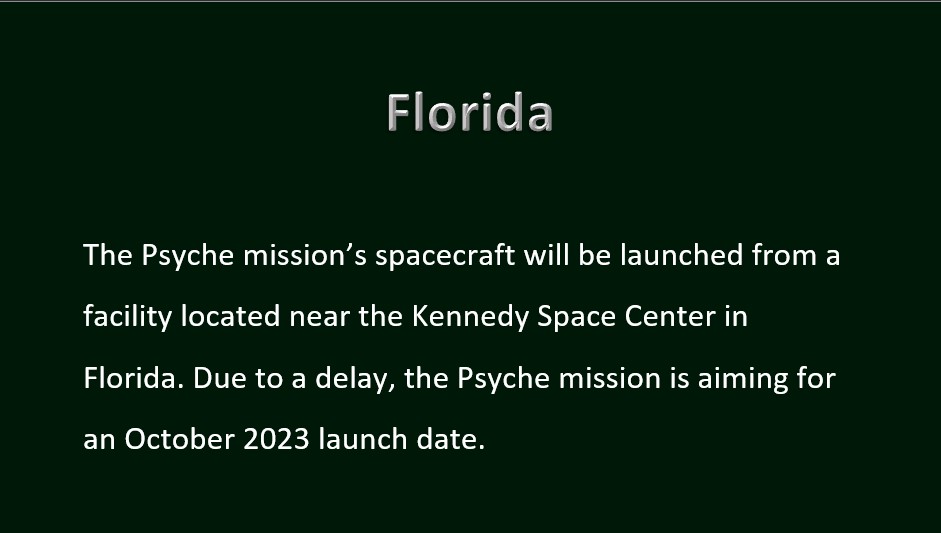 Florida
The Psyche mission’s spacecraft will be launched from a
facility located near the Kennedy Space Center in
Florida. Due to a delay, the Psyche mission is aiming for
an October 2023 launch date.